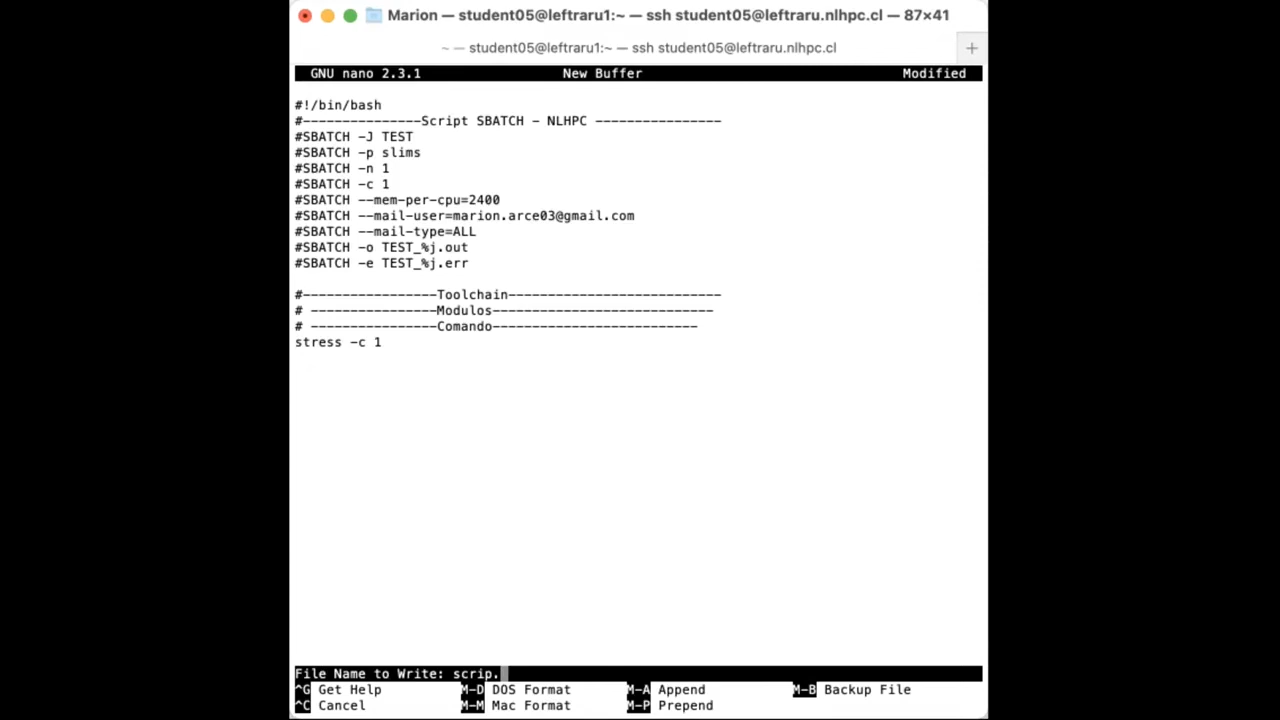 Marion — student05@leftraru1:~ — ssh student05@leftraru.nlhpc.cl — 87×41
~ — student05@leftraru1:~ — ssh student05@leftraru.nlhpc.cl +
GNU nano 2.3.1 New Buffer Modified
#!/bin/bash
#---------------Script SBATCH - NLHPC ----------------
#SBATCH -J TEST
#SBATCH -p slims
#SBATCH -n 1
#SBATCH -c 1
#SBATCH --mem-per-cpu=2400
#SBATCH --mail-user=marion.arce03@gmail.com
#SBATCH --mail-type=ALL
#SBATCH -o TEST_%j.out
#SBATCH -e TEST_%j.err
#-----------------Toolchain---------------------------
# ----------------Modulos----------------------------
# ----------------Comando--------------------------
stress -c 1
File Name to Write: scrip.
^G Get Help M-D DOS Format M-A Append M-B Backup File
^C Cancel M-M Mac Format M-P Prepend